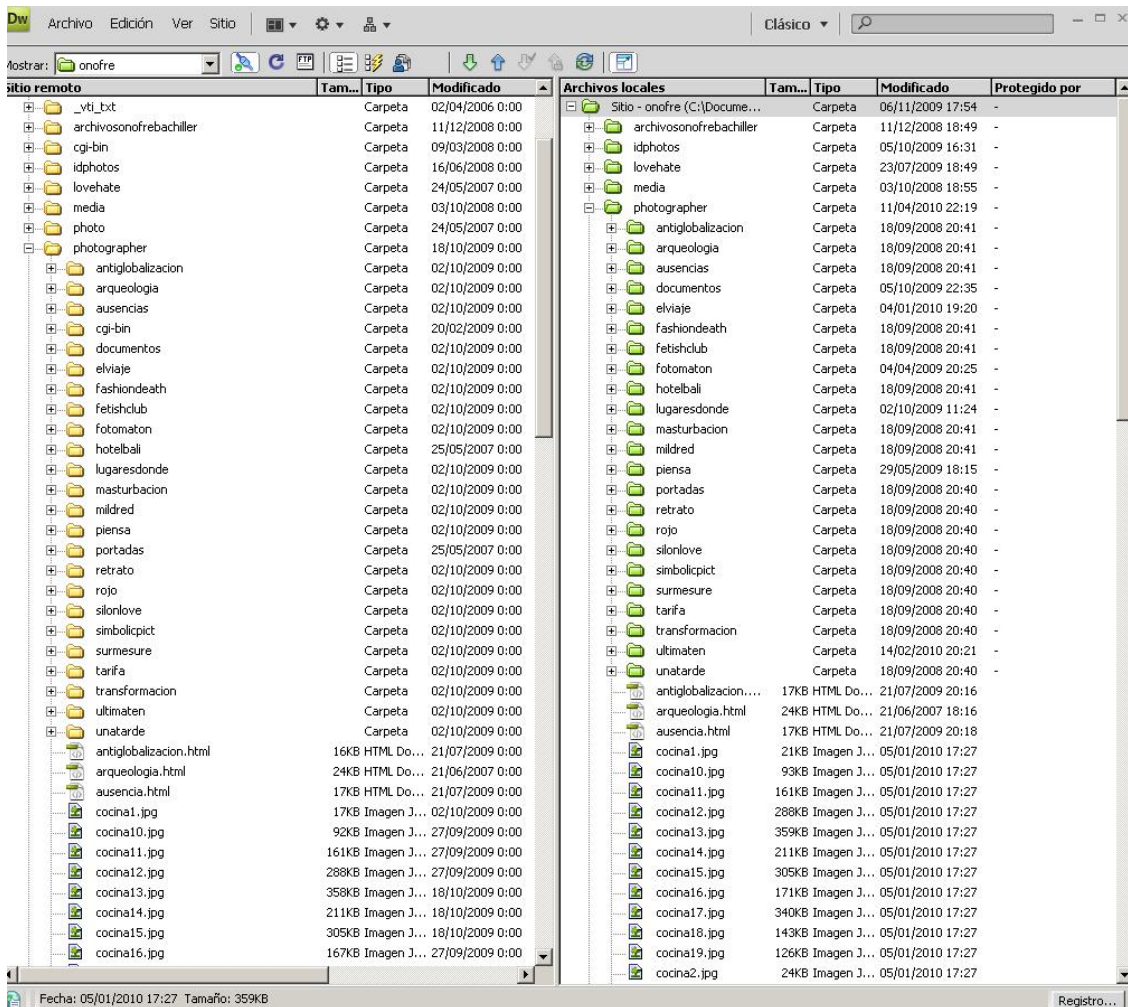 Dw Archivo Edición Ver Sitio Clásico
Mostrar: onofre FTP
Sitio remoto Tam... Tipo Modificado
_vti_txt Carpeta 02/04/2006 0:00
archivosonofrebachiller Carpeta 11/12/2008 0:00
cgi-bin Carpeta 09/03/2008 0:00
idphotos Carpeta 16/06/2008 0:00
lovehate Carpeta 24/05/2007 0:00
media Carpeta 03/10/2008 0:00
photo Carpeta 24/05/2007 0:00
photographer Carpeta 18/10/2009 0:00
antiglobalizacion Carpeta 02/10/2009 0:00
arqueologia Carpeta 02/10/2009 0:00
ausencias Carpeta 02/10/2009 0:00
cgi-bin Carpeta 20/02/2009 0:00
documentos Carpeta 02/10/2009 0:00
elviaje Carpeta 02/10/2009 0:00
fashiondeath Carpeta 02/10/2009 0:00
fetishclub Carpeta 02/10/2009 0:00
fotomaton Carpeta 02/10/2009 0:00
hotelbali Carpeta 25/05/2007 0:00
lugaresdonde Carpeta 02/10/2009 0:00
masturbacion Carpeta 02/10/2009 0:00
mildred Carpeta 02/10/2009 0:00
piensa Carpeta 02/10/2009 0:00
portadas Carpeta 25/05/2007 0:00
retrato Carpeta 02/10/2009 0:00
rojo Carpeta 02/10/2009 0:00
silonlove Carpeta 02/10/2009 0:00
simbolicpict Carpeta 02/10/2009 0:00
surmesure Carpeta 02/10/2009 0:00
tarifa Carpeta 02/10/2009 0:00
transformacion Carpeta 02/10/2009 0:00
ultimaten Carpeta 02/10/2009 0:00
unatarde Carpeta 02/10/2009 0:00
antiglobalizacion.html 16KB HTML Do... 21/07/2009 0:00
arqueologia.html 24KB HTML Do... 21/06/2007 0:00
ausencia.html 17KB HTML Do... 21/07/2009 0:00
cocina1.jpg 17KB Imagen J... 02/10/2009 0:00
cocina10.jpg 92KB Imagen J... 27/09/2009 0:00
cocina11.jpg 161KB Imagen J... 27/09/2009 0:00
cocina12.jpg 288KB Imagen J... 27/09/2009 0:00
cocina13.jpg 358KB Imagen J... 18/10/2009 0:00
cocina14.jpg 211KB Imagen J... 18/10/2009 0:00
cocina15.jpg 305KB Imagen J... 18/10/2009 0:00
cocina16.jpg 167KB Imagen J... 27/09/2009 0:00
Archivos locales Tam... Tipo Modificado Protegido por
Sitio - onofre (C:\Docume... Carpeta 06/11/2009 17:54 -
archivosonofrebachiller Carpeta 11/12/2008 18:49 -
idphotos Carpeta 05/10/2009 16:31 -
lovehate Carpeta 23/07/2009 18:49 -
media Carpeta 03/10/2008 18:55 -
photographer Carpeta 11/04/2010 22:19 -
antiglobalizacion Carpeta 18/09/2008 20:41 -
arqueologia Carpeta 18/09/2008 20:41 -
ausencias Carpeta 18/09/2008 20:41 -
documentos Carpeta 05/10/2009 22:35 -
elviaje Carpeta 04/01/2010 19:20 -
fashiondeath Carpeta 18/09/2008 20:41 -
fetishclub Carpeta 18/09/2008 20:41 -
fotomaton Carpeta 04/04/2009 20:25 -
hotelbali Carpeta 18/09/2008 20:41 -
lugaresdonde Carpeta 02/10/2009 11:24 -
masturbacion Carpeta 18/09/2008 20:41 -
mildred Carpeta 18/09/2008 20:41 -
piensa Carpeta 29/05/2009 18:15 -
portadas Carpeta 18/09/2008 20:40 -
retrato Carpeta 18/09/2008 20:40 -
rojo Carpeta 18/09/2008 20:40 -
silonlove Carpeta 18/09/2008 20:40 -
simbolicpict Carpeta 18/09/2008 20:40 -
surmesure Carpeta 18/09/2008 20:40 -
tarifa Carpeta 18/09/2008 20:40 -
transformacion Carpeta 18/09/2008 20:40 -
ultimaten Carpeta 14/02/2010 20:21 -
unatarde Carpeta 18/09/2008 20:40 -
antiglobalizacion.... 17KB HTML Do... 21/07/2009 20:16
arqueologia.html 24KB HTML Do... 21/06/2007 18:16
ausencia.html 17KB HTML Do... 21/07/2009 20:18
cocina1.jpg 21KB Imagen J... 05/01/2010 17:27
cocina10.jpg 93KB Imagen J... 05/01/2010 17:27
cocina11.jpg 161KB Imagen J... 05/01/2010 17:27
cocina12.jpg 288KB Imagen J... 05/01/2010 17:27
cocina13.jpg 359KB Imagen J... 05/01/2010 17:27
cocina14.jpg 211KB Imagen J... 05/01/2010 17:27
cocina15.jpg 305KB Imagen J... 05/01/2010 17:27
cocina16.jpg 171KB Imagen J... 05/01/2010 17:27
cocina17.jpg 340KB Imagen J... 05/01/2010 17:27
cocina18.jpg 143KB Imagen J... 05/01/2010 17:27
cocina19.jpg 126KB Imagen J... 05/01/2010 17:27
cocina2.jpg 24KB Imagen J... 05/01/2010 17:27
Fecha: 05/01/2010 17:27 Tamaño: 359KB Registro...